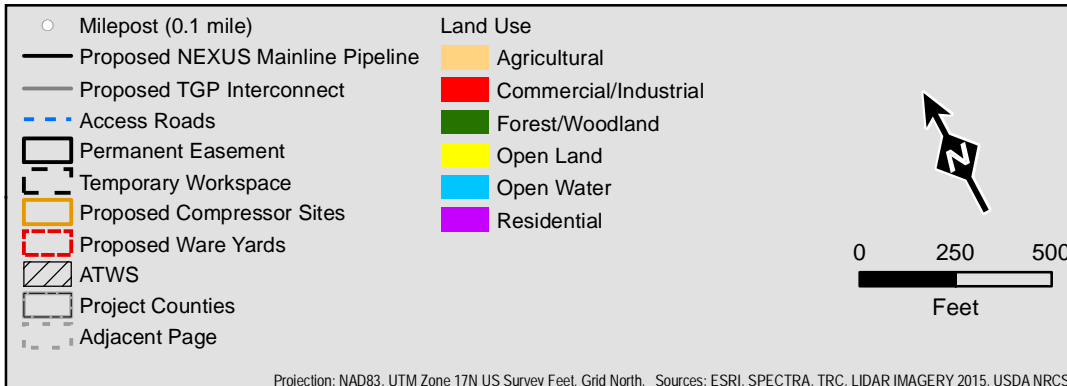 Milepost (0.1 mile)
Proposed NEXUS Mainline Pipeline
Proposed TGP Interconnect
Access Roads
Permanent Easement
Temporary Workspace
Proposed Compressor Sites
Proposed Ware Yards
ATWS
Project Counties
Adjacent Page
Land Use
Agricultural
Commercial/Industrial
Forest/Woodland
Open Land
Open Water
Residential
N
0 250 500
Feet
Projection: NAD83, UTM Zone 17N US Survey Feet, Grid North. Sources: ESRI, SPECTRA, TRC, LIDAR IMAGERY 2015, USDA NRCS